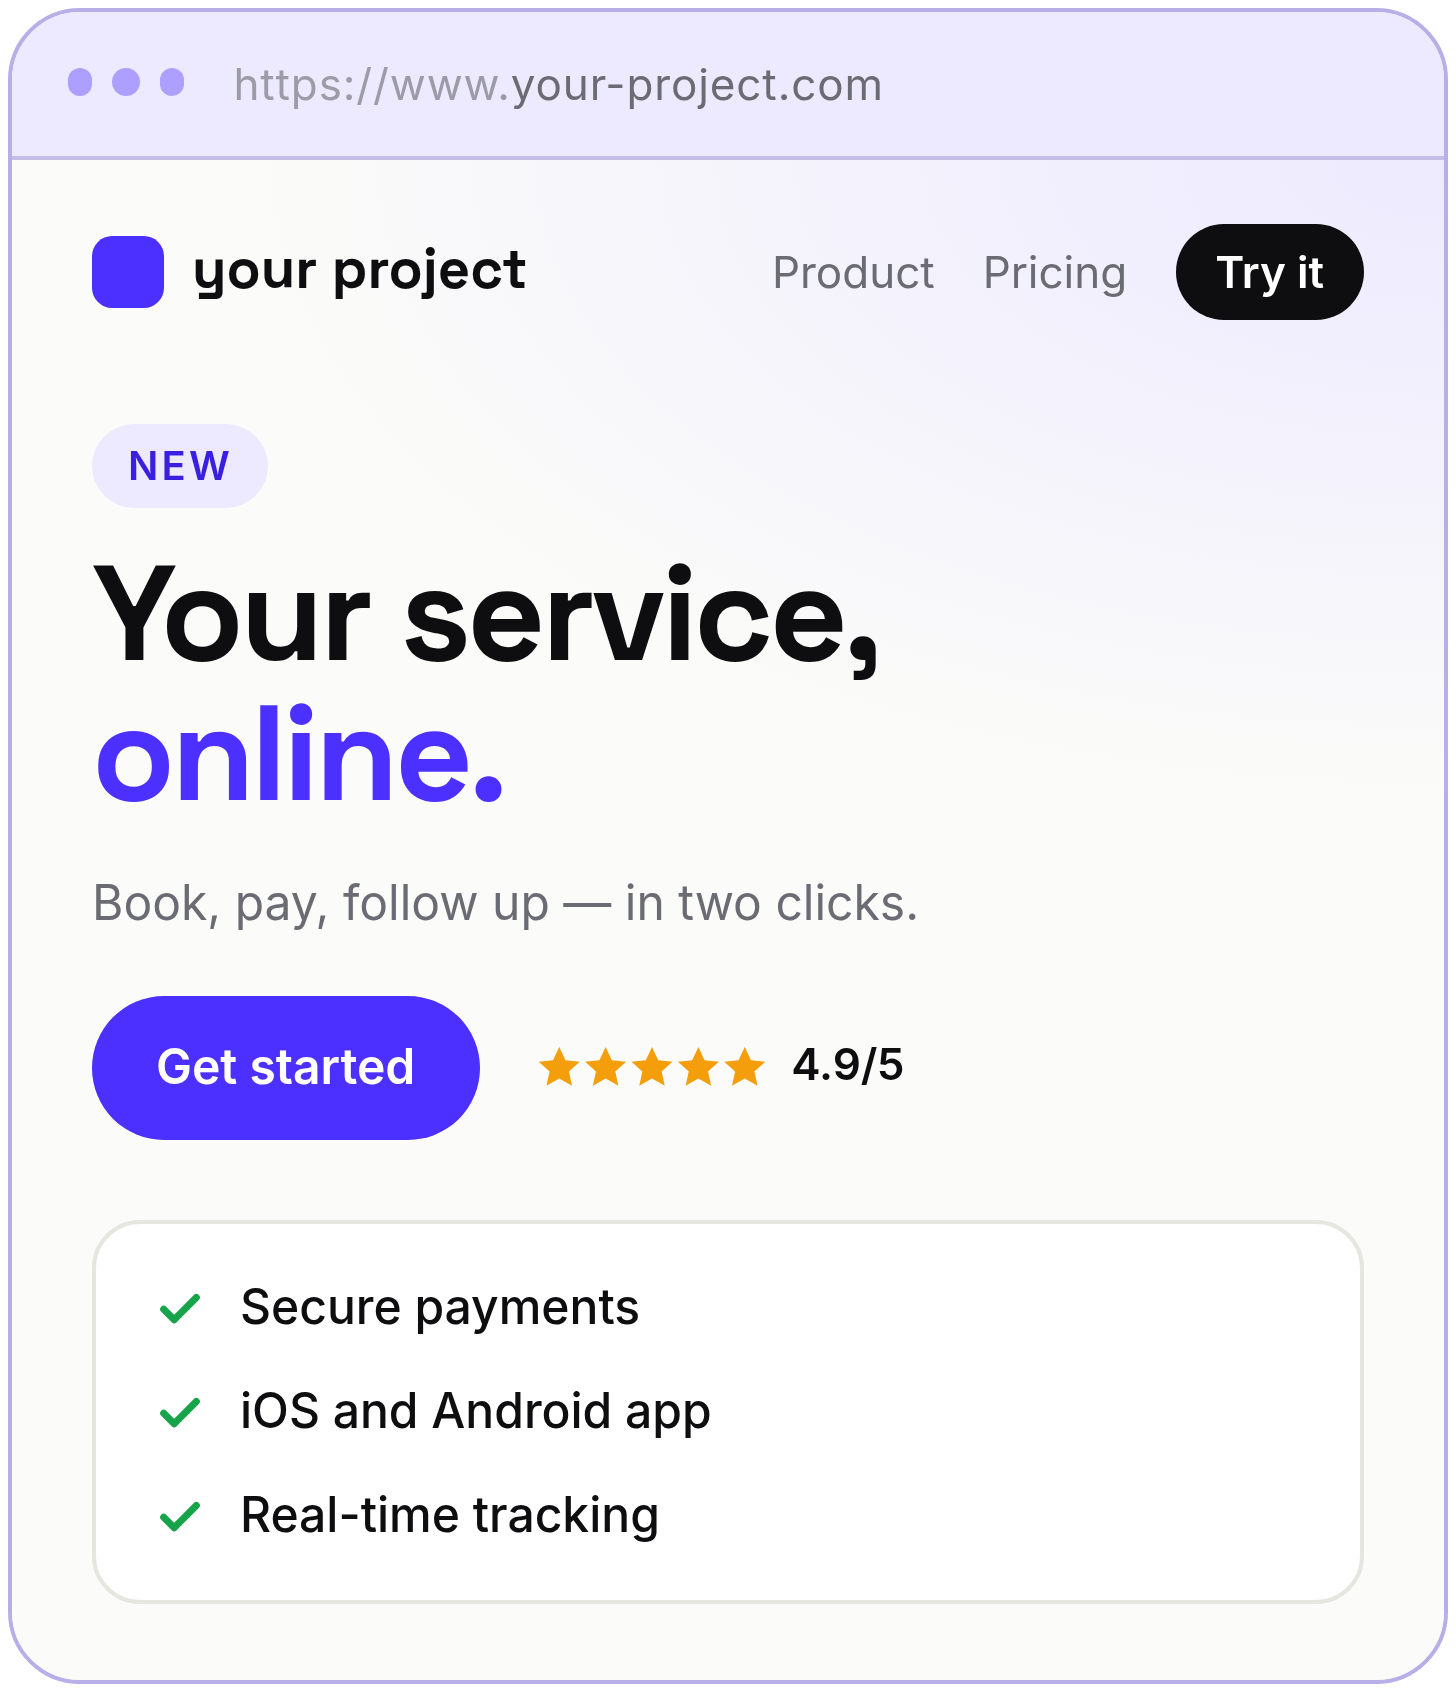 https://www.your-project.com
your project
Product
Pricing
Try it
NEW
Your service,
online.
Book, pay, follow up — in two clicks.
Get started
4.9/5
Secure payments
iOS and Android app
Real-time tracking